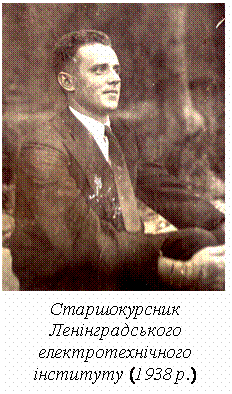 Старшокурсник
Ленінградського
електротехнічного
інституту (1938 р.)